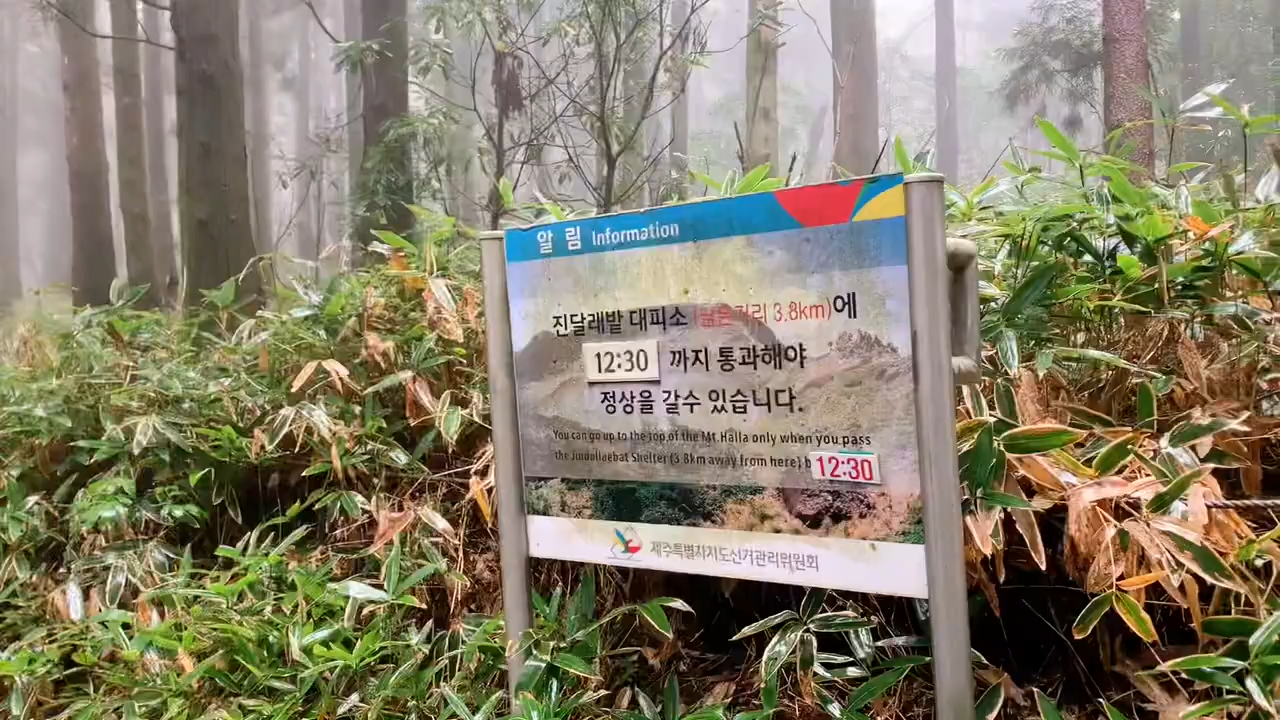 알 림 Information
진달래밭 대피소 (남은거리 3.8km)에
12:30 까지 통과해야
정상을 갈수 있습니다.
You can go up to the top of the Mt.Halla only when you pass
the Jindallaebat Shelter (3.8km away from here) b 12:30
제주특별자치도선거관리위원회